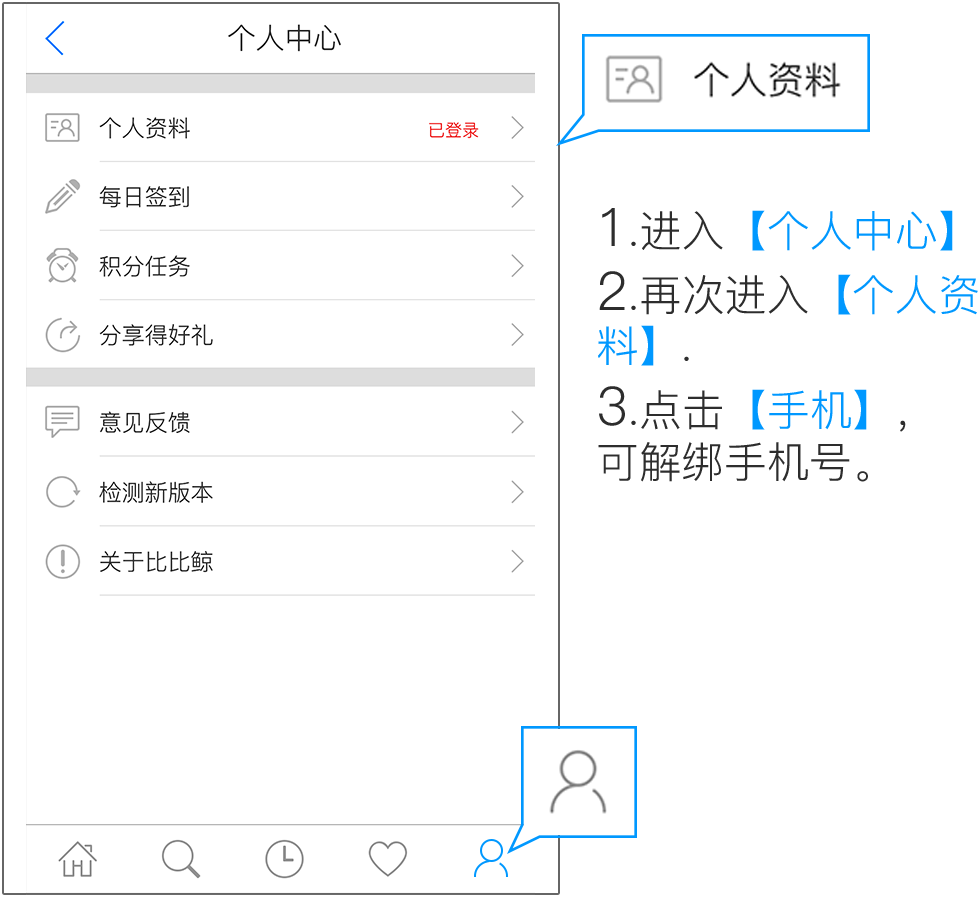 个人中心
个人资料
已登录
每日签到
积分任务
分享得好礼
意见反馈
检测新版本
关于比比鲸
个人资料
1.进入【个人中心】
2.再次进入【个人资
料】.
3.点击【手机】，
可解绑手机号。